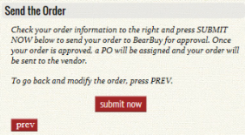 Send the Order
Check your order information to the right and press SUBMIT
NOW below to send your order to BearBuy for approval. Once
your order is approved, a PO will be assigned and your order will
be sent to the vendor.
To go back and modify the order, press PREV.
submit now
prev